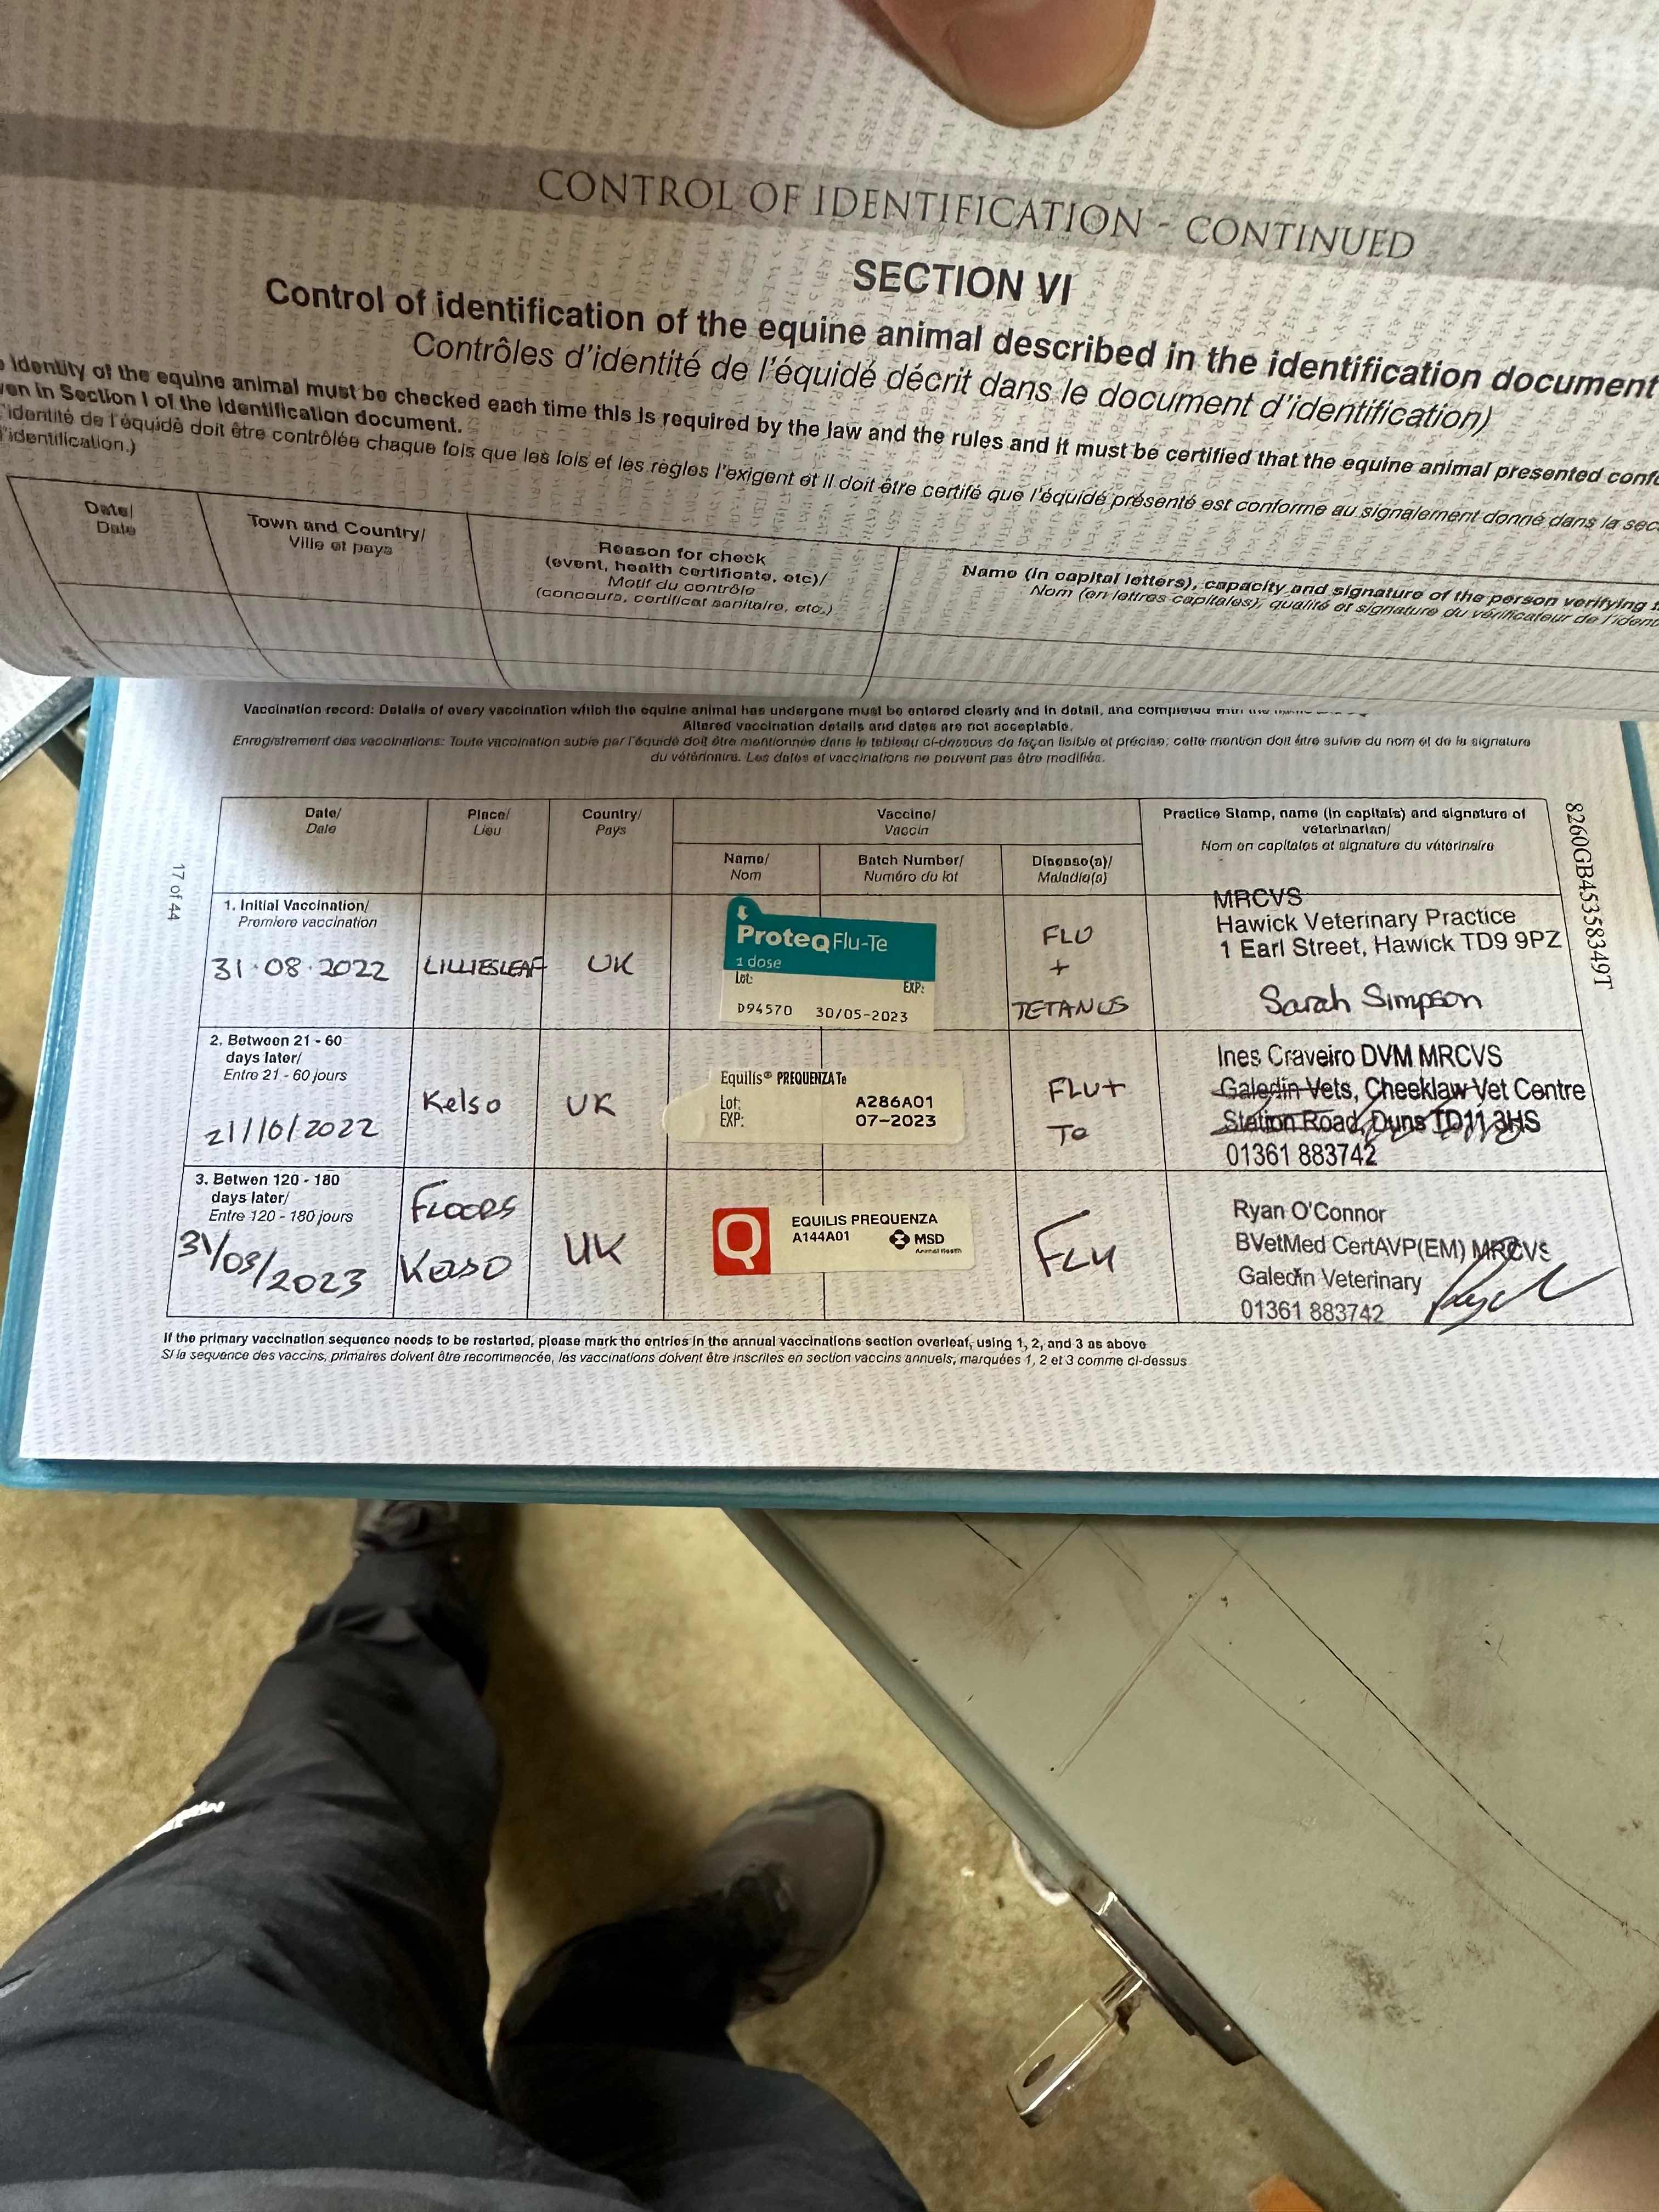 CONTROL OF IDENTIFICATION - CONTINUED
SECTION VI
Control of identification of the equine animal described in the identification document
Contrôles d'identité de l'équidé décrit dans le document d'identification)
identity of the equine animal must be checked each time this is required by the law and the rules and it must be certified that the equine animal presented
in Section I of the identification document.
l'identité de l'équidé doit être contrôlée chaque fois que les lois et les règles l'exigent et il doit être certifé que l'équidé présenté est conforme au signalement donné dans la
d'identification.)
Date/
Date
Town and Country/
Ville et pays
Reason for check
(event, health certificate, etc)/
Motif du contrôle
(concours, certificat sanitaire, etc.)
Name (in capital letters), capacity and signature of the person verifying
Nom (en lettres capitales), qualité et signature du vérificateur de
Vaccination record: Details of every vaccination which the equine animal has undergone must be entered clearly and in detail, and completed with the
Altered vaccination details and dates are not acceptable.
Enregistrement des vaccinations: Toute vaccination subie par l'équidé doit être mentionnée dans le tableau ci-dessous de façon lisible et précise; cette mention doit être suivie du nom et de la signature
du vétérinaire. Les dates et vaccinations ne peuvent pas être modifiés.
Date/
Date
Place/
Lieu
Country/
Pays
Vaccine/
Vaccin
Name/
Nom
Batch Number/
Numéro du lot
Disease(s)/
Maladie(s)
Practice Stamp, name (in capitals) and signature of
veterinarian/
Nom en capitales et signature du vétérinaire
8260GB45358349T
17 of 44
1. Initial Vaccination/
Premiere vaccination
31·08·2022
LILLIESLEAF
UK
ProteqFlu-Te
1 dose
Lot:
EXP:
D94570 30/05-2023
FLU
+
TETANUS
MRCVS
Hawick Veterinary Practice
1 Earl Street, Hawick TD9 9PZ
Sarah Simpson
2. Between 21 - 60
days later/
Entre 21 - 60 jours
21/10/2022
Kelso
UK
Equilis® PREQUENZA Te
Lot: A286A01
EXP: 07-2023
FLU+
Te
Ines Craveiro DVM MRCVS
Galedin Vets, Cheeklaw Vet Centre
Station Road, Duns TD11 3HS
01361 883742
3. Betwen 120 - 180
days later/
Entre 120 - 180 jours
31/03/2023
FLOORS
KELSO
UK
Q
EQUILIS PREQUENZA
A144A01
MSD
Animal Health
FLU
Ryan O'Connor
BVetMed CertAVP(EM) MRCVS
Galedin Veterinary
01361 883742
If the primary vaccination sequence needs to be restarted, please mark the entries in the annual vaccinations section overleaf, using 1, 2, and 3 as above
Si la sequence des vaccins, primaires doivent être recommencée, les vaccinations doivent être inscrites en section vaccins annuels, marquées 1, 2 et 3 comme ci-dessus